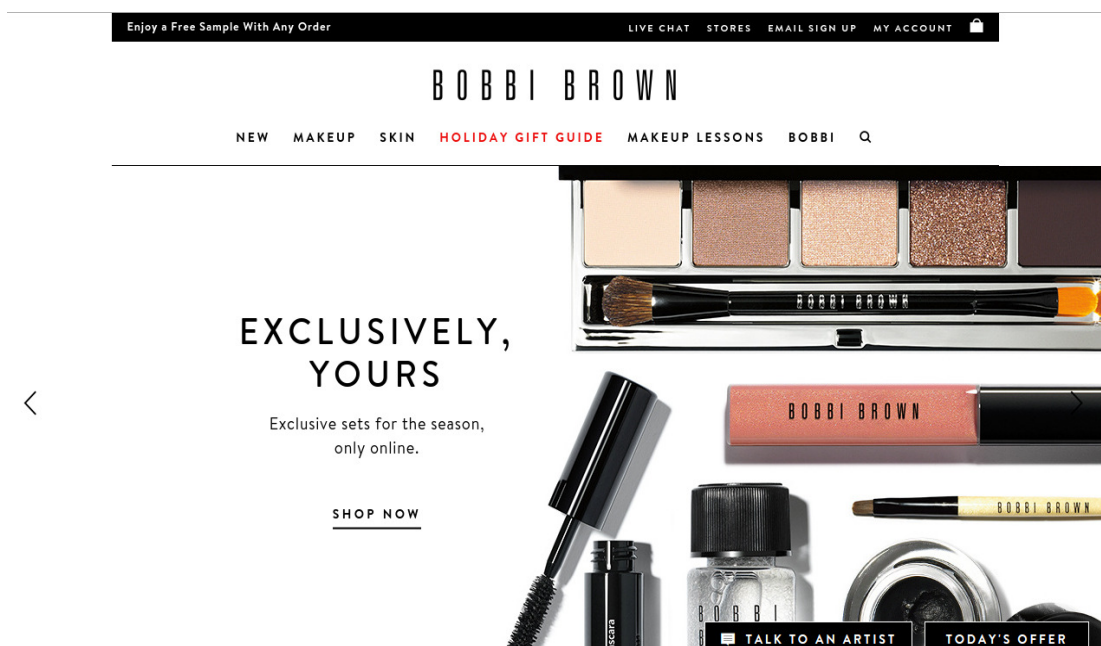 Enjoy a Free Sample With Any Order
LIVE CHAT STORES EMAIL SIGN UP MY ACCOUNT
BOBBI BROWN
NEW MAKEUP SKIN HOLIDAY GIFT GUIDE MAKEUP LESSONS BOBBI
BOBBI BROWN
EXCLUSIVELY,
YOURS
BOBBI BROWN
Exclusive sets for the season,
only online.
BOBBI BROWN
SHOP NOW
BOBBI
TALK TO AN ARTIST
TODAY'S OFFER